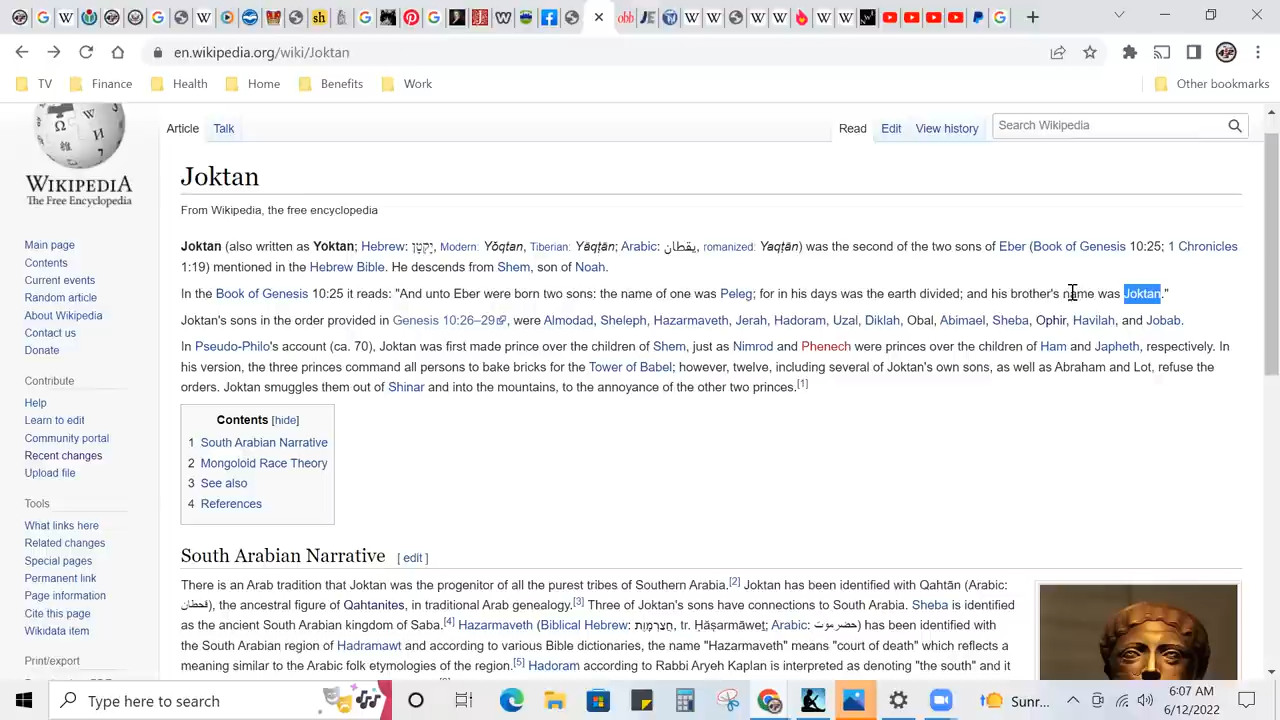 en.wikipedia.org/wiki/Joktan
TV Finance Health Home Benefits Work Other bookmarks
WIKIPEDIA
The Free Encyclopedia
Main page
Contents
Current events
Random article
About Wikipedia
Contact us
Donate
Contribute
Help
Learn to edit
Community portal
Recent changes
Upload file
Tools
What links here
Related changes
Special pages
Permanent link
Page information
Cite this page
Wikidata item
Print/export
Article Talk Read Edit View history Search Wikipedia
Joktan
From Wikipedia, the free encyclopedia
Joktan (also written as Yoktan; Hebrew: יָקְטָן, Modern: Yōqtan, Tiberian: Yāqṭān; Arabic: يقطان, romanized: Yaqṭān) was the second of the two sons of Eber (Book of Genesis 10:25; 1 Chronicles
1:19) mentioned in the Hebrew Bible. He descends from Shem, son of Noah.
In the Book of Genesis 10:25 it reads: "And unto Eber were born two sons: the name of one was Peleg; for in his days was the earth divided; and his brother's name was Joktan."
Joktan's sons in the order provided in Genesis 10:26–29, were Almodad, Sheleph, Hazarmaveth, Jerah, Hadoram, Uzal, Diklah, Obal, Abimael, Sheba, Ophir, Havilah, and Jobab.
In Pseudo-Philo's account (ca. 70), Joktan was first made prince over the children of Shem, just as Nimrod and Phenech were princes over the children of Ham and Japheth, respectively. In
his version, the three princes command all persons to bake bricks for the Tower of Babel; however, twelve, including several of Joktan's own sons, as well as Abraham and Lot, refuse the
orders. Joktan smuggles them out of Shinar and into the mountains, to the annoyance of the other two princes.[1]
Contents [hide]
1 South Arabian Narrative
2 Mongoloid Race Theory
3 See also
4 References
South Arabian Narrative [ edit ]
There is an Arab tradition that Joktan was the progenitor of all the purest tribes of Southern Arabia.[2] Joktan has been identified with Qahtān (Arabic:
قحطان), the ancestral figure of Qahtanites, in traditional Arab genealogy.[3] Three of Joktan's sons have connections to South Arabia. Sheba is identified
as the ancient South Arabian kingdom of Saba.[4] Hazarmaveth (Biblical Hebrew: חֲצַרְמָוֶת, tr. Ḥăṣarmāweṯ; Arabic: حضرموت) has been identified with
the South Arabian region of Hadramawt and according to various Bible dictionaries, the name "Hazarmaveth" means "court of death" which reflects a
meaning similar to the Arabic folk etymologies of the region.[5] Hadoram according to Rabbi Aryeh Kaplan is interpreted as denoting "the south" and it
Type here to search
Sunr...
6:07 AM
6/12/2022